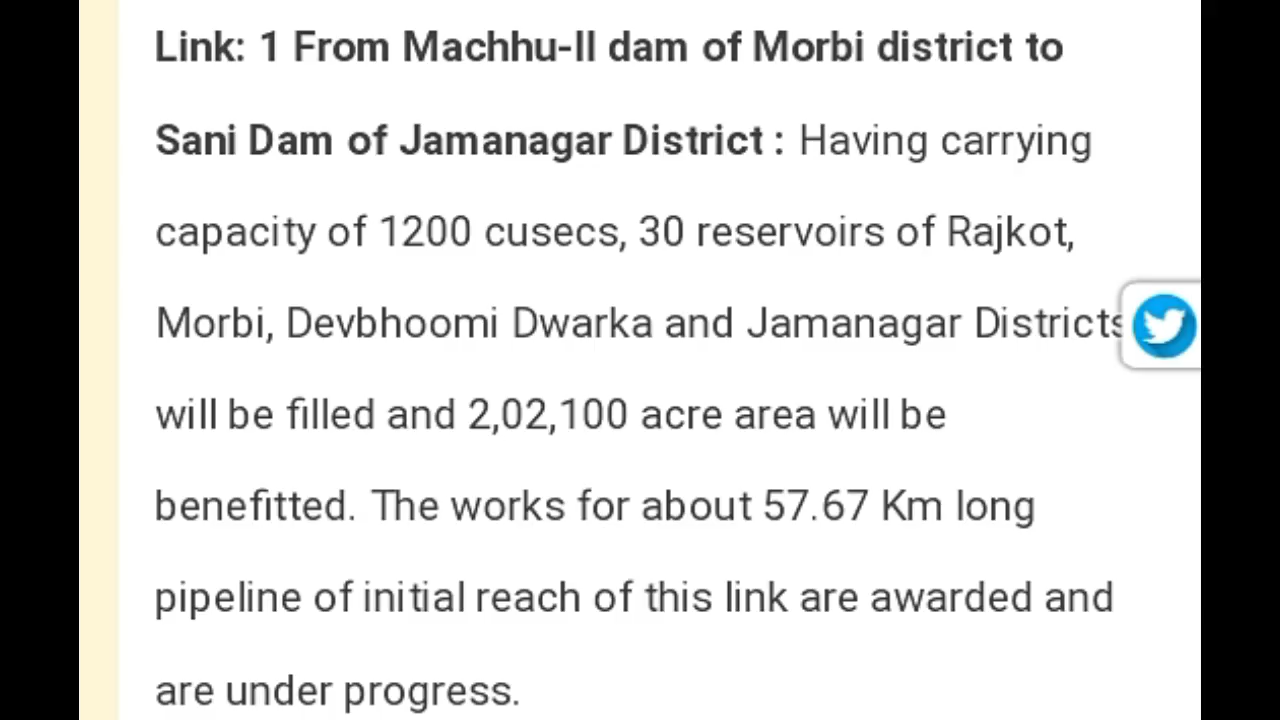 Link: 1 From Machhu-II dam of Morbi district to
Sani Dam of Jamanagar District : Having carrying
capacity of 1200 cusecs, 30 reservoirs of Rajkot,
Morbi, Devbhoomi Dwarka and Jamanagar Districts
will be filled and 2,02,100 acre area will be
benefitted. The works for about 57.67 Km long
pipeline of initial reach of this link are awarded and
are under progress.